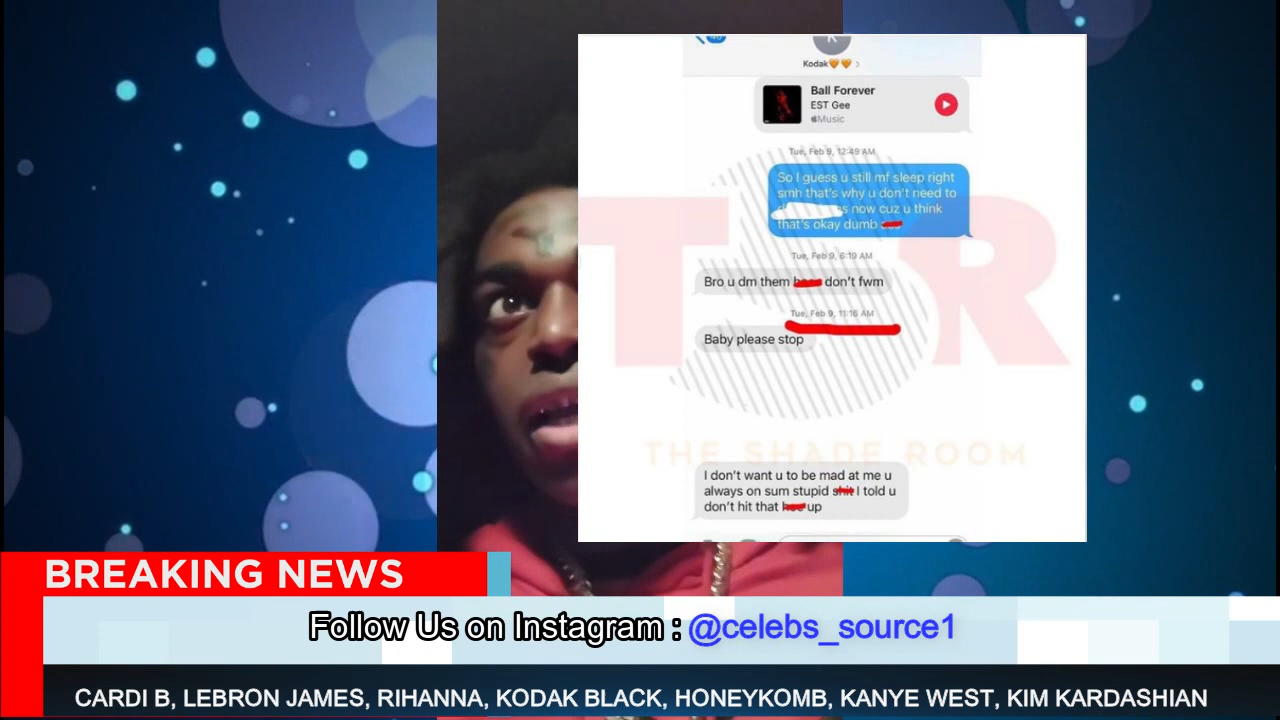 K
Kodak🧡🧡 >
Ball Forever
EST Gee
Music
Tue, Feb 9, 12:49 AM
So I guess u still mf sleep right
smh that's why u don't need to
s now cuz u think
that's okay dumb
Tue, Feb 9, 6:19 AM
Bro u dm them don't fwm
Tue, Feb 9, 11:16 AM
Baby please stop
TSR
THE SHADE ROOM
I don't want u to be mad at me u
always on sum stupid shit I told u
don't hit that hoe up
BREAKING NEWS
Follow Us on Instagram : @celebs_source1
CARDI B, LEBRON JAMES, RIHANNA, KODAK BLACK, HONEYKOMB, KANYE WEST, KIM KARDASHIAN